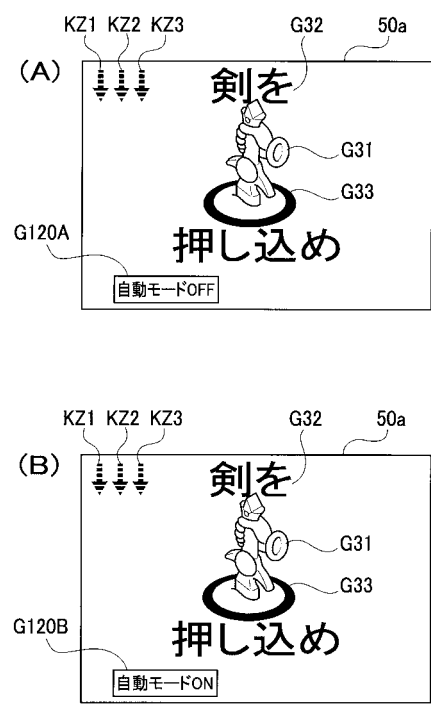 KZ1 KZ2 KZ3 G32 50a
(A)
剣を
G31
G33
G120A
押し込め
自動モードOFF
KZ1 KZ2 KZ3 G32 50a
(B)
剣を
G31
G33
G120B
押し込め
自動モードON